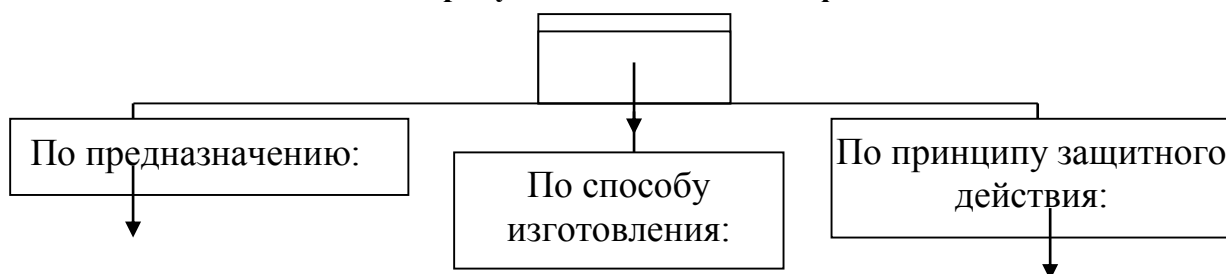 По предназначению:
По способу
изготовления:
По принципу защитного
действия: